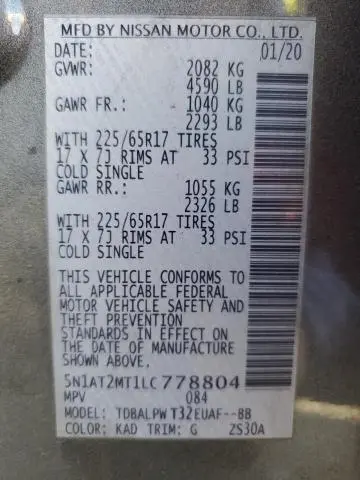 MFD BY NISSAN MOTOR CO., LTD.
DATE: 01/20
GVWR: 2082 KG
4590 LB
GAWR FR.: 1040 KG
2293 LB
WITH 225/65R17 TIRES
17 X 7J RIMS AT 33 PSI
COLD SINGLE
GAWR RR.: 1055 KG
2326 LB
WITH 225/65R17 TIRES
17 X 7J RIMS AT 33 PSI
COLD SINGLE
THIS VEHICLE CONFORMS TO
ALL APPLICABLE FEDERAL
MOTOR VEHICLE SAFETY AND
THEFT PREVENTION
STANDARDS IN EFFECT ON THE
DATE OF MANUFACTURE
SHOWN ABOVE.
5N1AT2MT1LC778804
MPV 084
MODEL: TDBALPW T32EUAF--BB
COLOR: KAD TRIM: G 2S30A